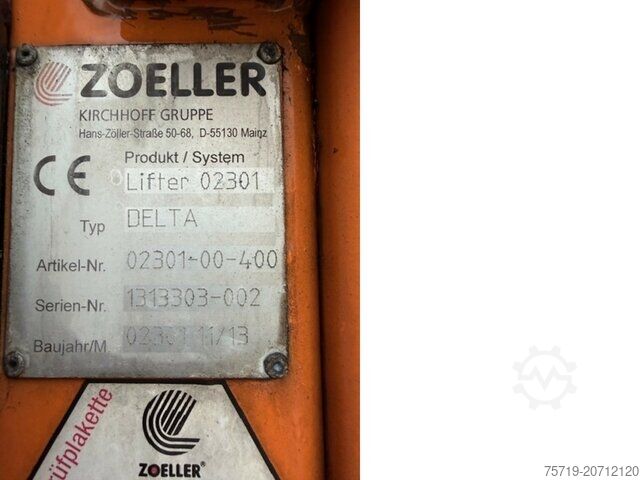 ZOELLER
KIRCHHOFF GRUPPE
Hans-Zöller-Straße 50-68, D-55130 Mainz
Produkt / System
CE
Lifter 02301
Typ DELTA
Artikel-Nr. 02301-00-400
Serien-Nr. 1313303-002
Baujahr/M. 11/13
rüfplakette
ZOELLER®
75719-20712120